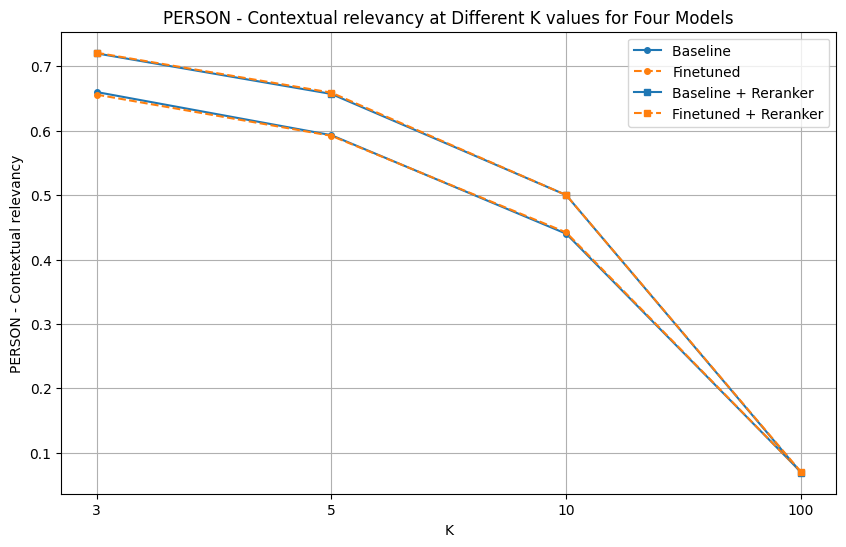 PERSON - Contextual relevancy at Different K values for Four Models
Baseline
Finetuned
Baseline + Reranker
Finetuned + Reranker
PERSON - Contextual relevancy
0.7
0.6
0.5
0.4
0.3
0.2
0.1
3 5 10 100
K